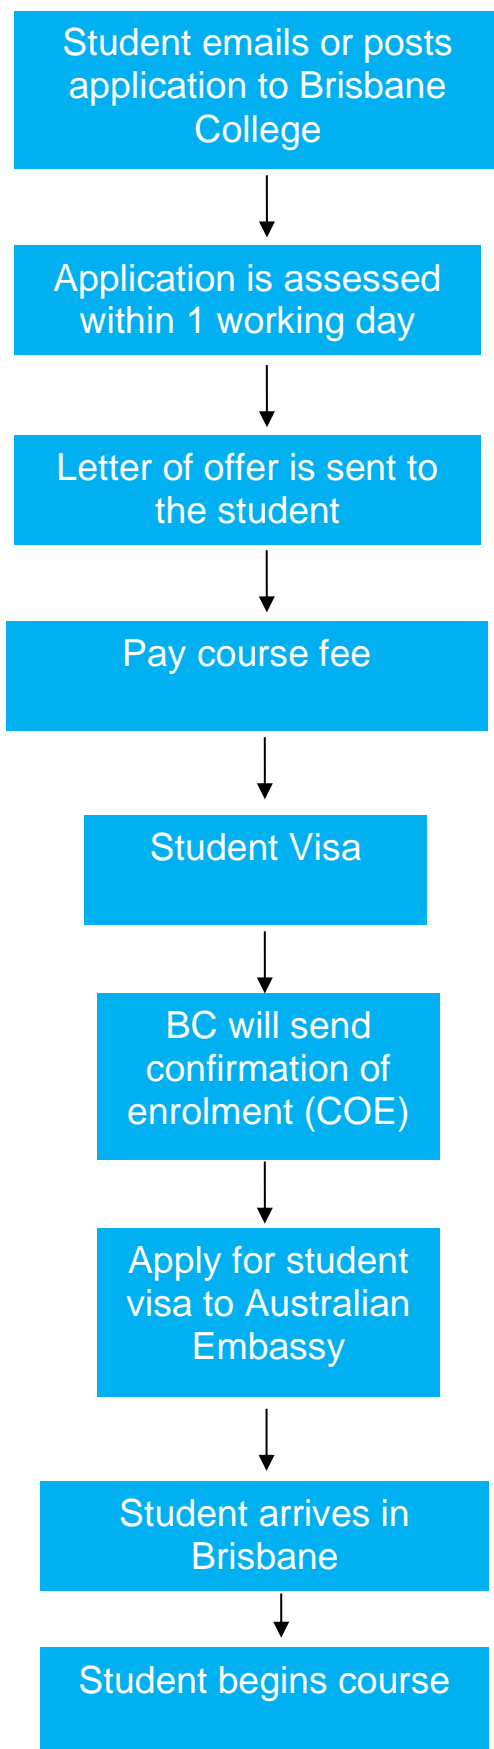 Student emails or posts
application to Brisbane
College
Application is assessed
within 1 working day
Letter of offer is sent to
the student
Pay course fee
Student Visa
BC will send
confirmation of
enrolment (COE)
Apply for student
visa to Australian
Embassy
Student arrives in
Brisbane
Student begins course